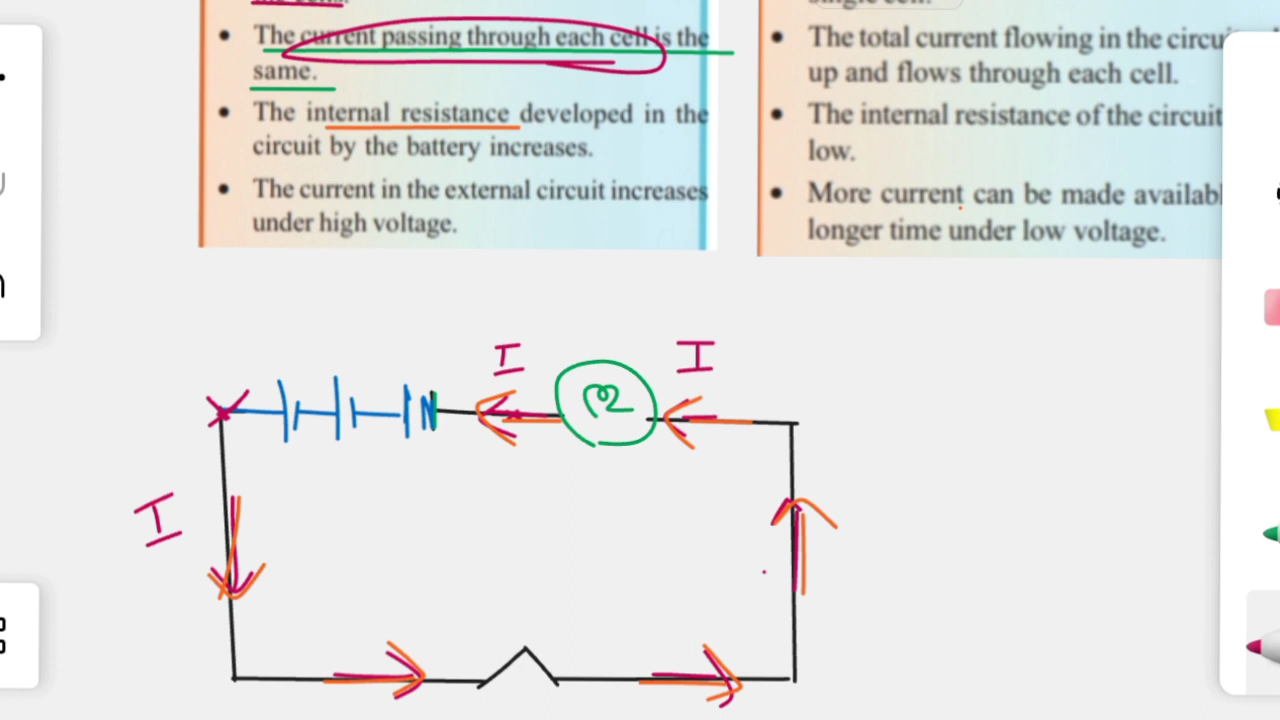 The current passing through each cell is the
same.
The internal resistance developed in the
circuit by the battery increases.
The current in the external circuit increases
under high voltage.
The total current flowing in the
up and flows through each cell.
The internal resistance of the circuit
low.
More current can be made
longer time under low voltage.
I
I
I